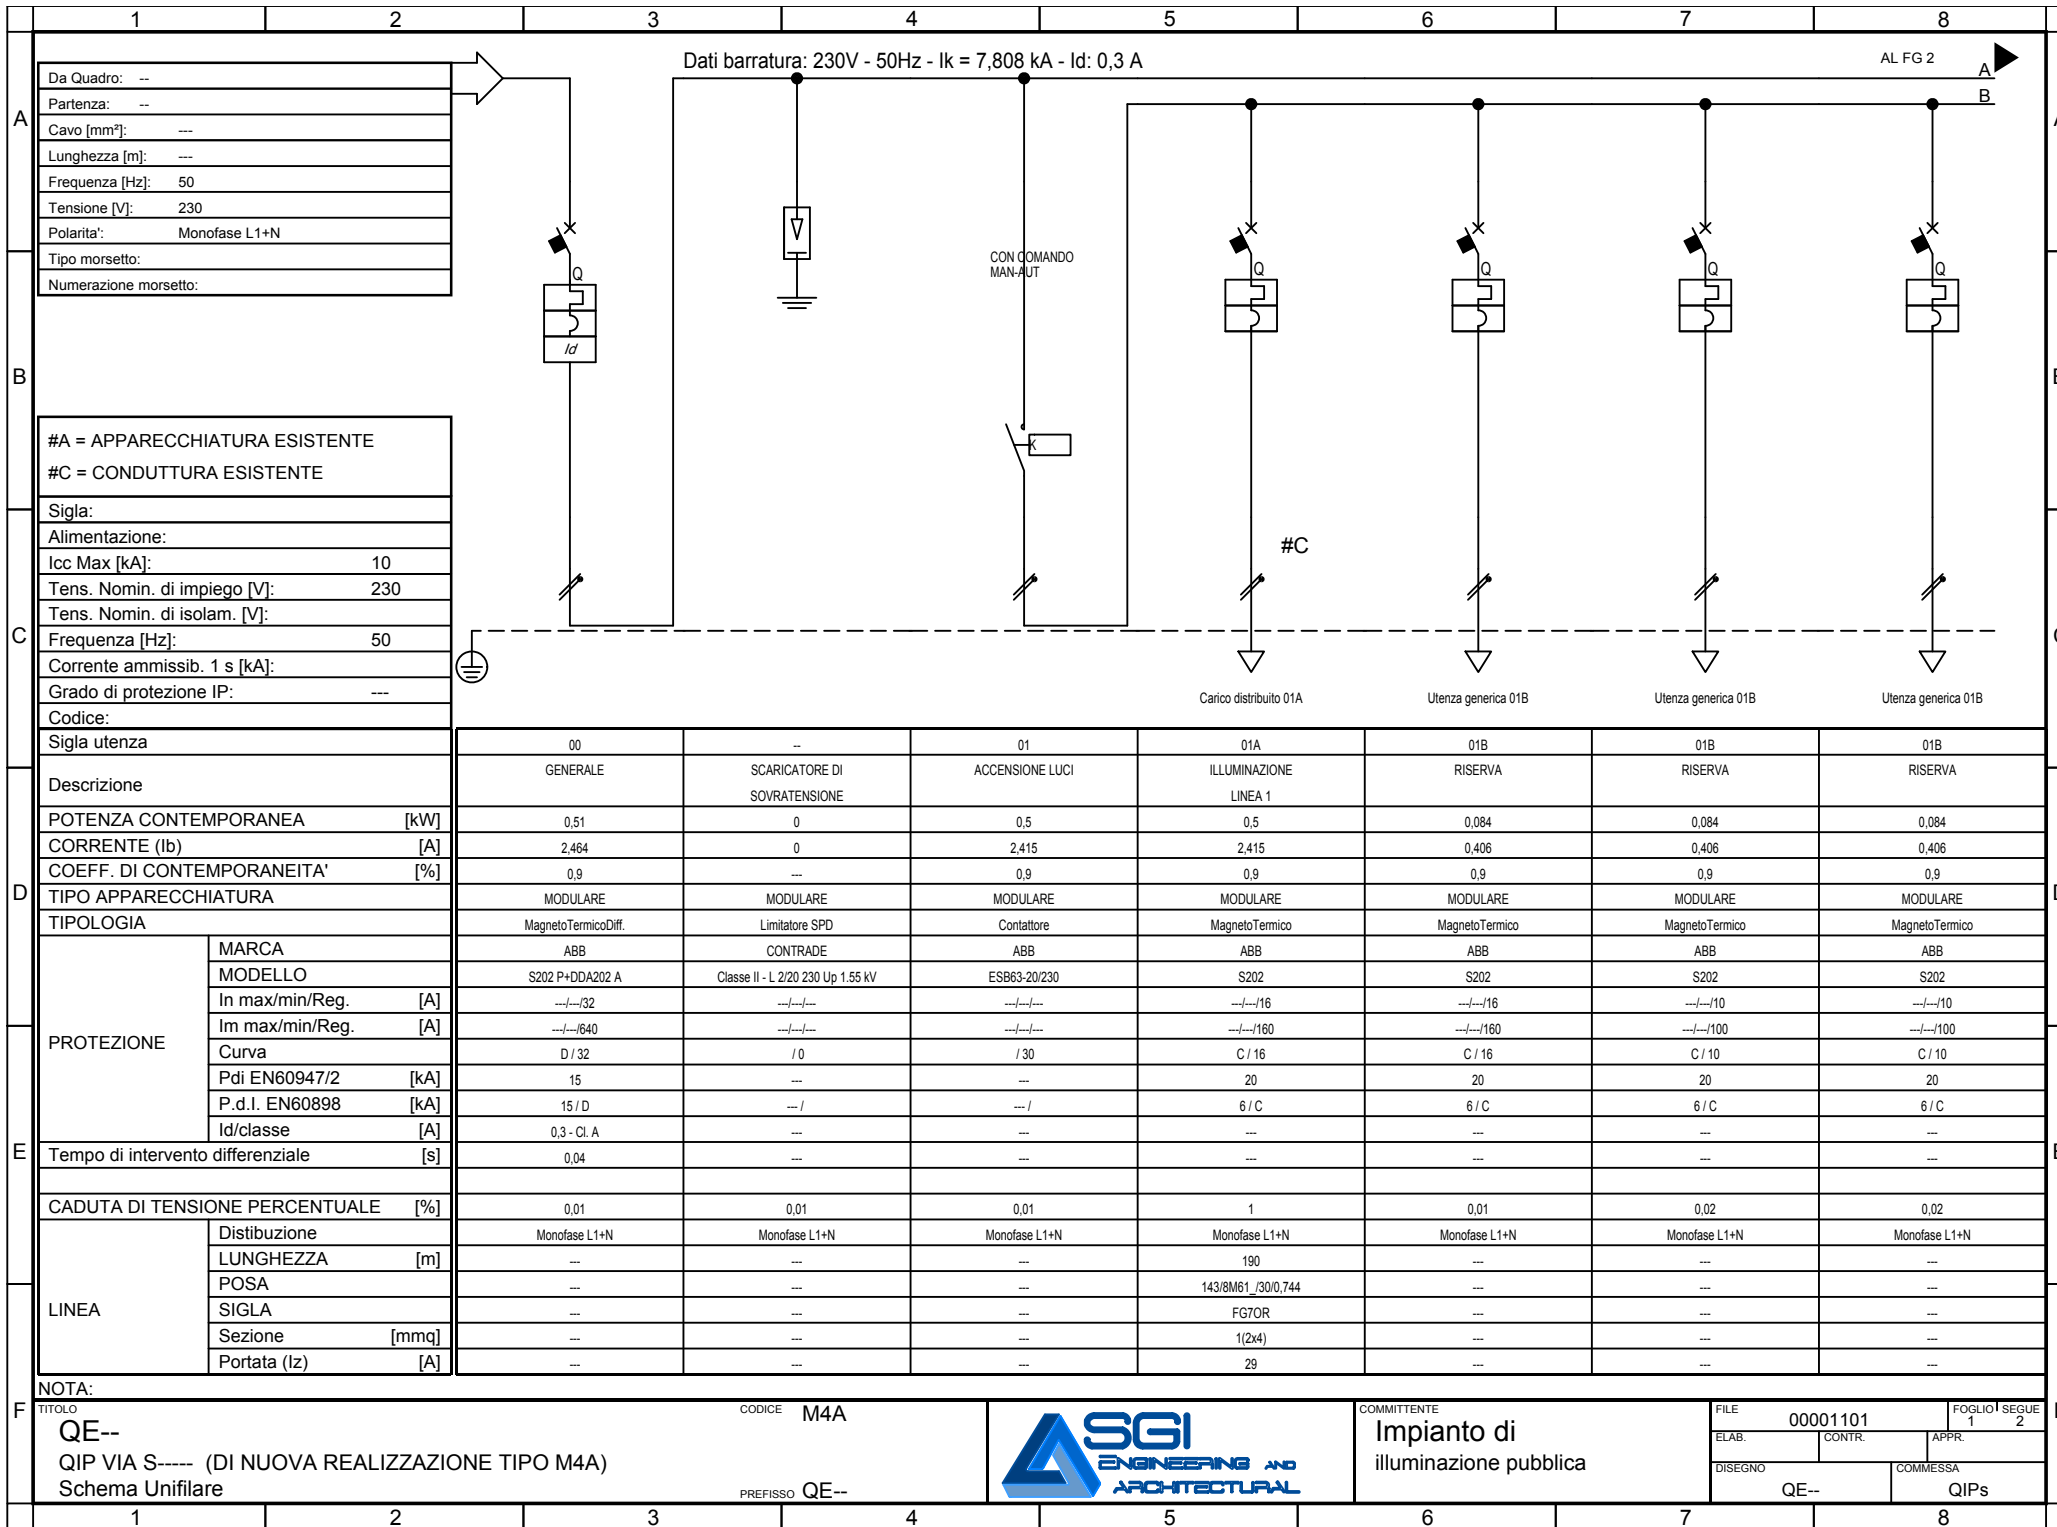 1 2 3 4 5 6 7 8
Dati barratura: 230V - 50Hz - Ik = 7,808 kA - Id: 0,3 A
AL FG 2
A
B
Da Quadro: --
Partenza: --
Cavo [mm²]: ---
Lunghezza [m]: ---
Frequenza [Hz]: 50
Tensione [V]: 230
Polarita': Monofase L1+N
Tipo morsetto:
Numerazione morsetto:
CON COMANDO
MAN-AUT
Q
Id
K
Q Q Q Q
#A = APPARECCHIATURA ESISTENTE
#C = CONDUTTURA ESISTENTE
#C
Sigla:
Alimentazione:
Icc Max [kA]: 10
Tens. Nomin. di impiego [V]: 230
Tens. Nomin. di isolam. [V]:
Frequenza [Hz]: 50
Corrente ammissib. 1 s [kA]:
Grado di protezione IP: ---
Codice:
Carico distribuito 01A Utenza generica 01B Utenza generica 01B Utenza generica 01B
Sigla utenza 00 -- 01 01A 01B 01B 01B
Descrizione GENERALE SCARICATORE DI SOVRATENSIONE ACCENSIONE LUCI ILLUMINAZIONE LINEA 1 RISERVA RISERVA RISERVA
POTENZA CONTEMPORANEA [kW] 0,51 0 0,5 0,5 0,084 0,084 0,084
CORRENTE (Ib) [A] 2,464 0 2,415 2,415 0,406 0,406 0,406
COEFF. DI CONTEMPORANEITA' [%] 0,9 --- 0,9 0,9 0,9 0,9 0,9
TIPO APPARECCHIATURA MODULARE MODULARE MODULARE MODULARE MODULARE MODULARE MODULARE
TIPOLOGIA MagnetoTermicoDiff. Limitatore SPD Contattore MagnetoTermico MagnetoTermico MagnetoTermico MagnetoTermico
PROTEZIONE
MARCA ABB CONTRADE ABB ABB ABB ABB ABB
MODELLO S202 P+DDA202 A Classe II - L 2/20 230 Up 1.55 kV ESB63-20/230 S202 S202 S202 S202
In max/min/Reg. [A] ---/---/32 ---/---/--- ---/---/--- ---/---/16 ---/---/16 ---/---/10 ---/---/10
Im max/min/Reg. [A] ---/---/640 ---/---/--- ---/---/--- ---/---/160 ---/---/160 ---/---/100 ---/---/100
Curva D / 32 / 0 / 30 C / 16 C / 16 C / 10 C / 10
Pdi EN60947/2 [kA] 15 --- --- 20 20 20 20
P.d.I. EN60898 [kA] 15 / D --- / --- / 6 / C 6 / C 6 / C 6 / C
Id/classe [A] 0,3 - Cl. A --- --- --- --- --- ---
Tempo di intervento differenziale [s] 0,04 --- --- --- --- --- ---
CADUTA DI TENSIONE PERCENTUALE [%] 0,01 0,01 0,01 1 0,01 0,02 0,02
LINEA
Distibuzione Monofase L1+N Monofase L1+N Monofase L1+N Monofase L1+N Monofase L1+N Monofase L1+N Monofase L1+N
LUNGHEZZA [m] --- --- --- 190 --- --- ---
POSA --- --- --- 143/8M61_/30/0,744 --- --- ---
SIGLA --- --- --- FG7OR --- --- ---
Sezione [mmq] --- --- --- 1(2x4) --- --- ---
Portata (Iz) [A] --- --- --- 29 --- --- ---
NOTA:
TITOLO
QE--
QIP VIA S----- (DI NUOVA REALIZZAZIONE TIPO M4A)
Schema Unifilare
CODICE M4A
PREFISSO QE--
SGI
ENGINEERING AND
ARCHITECTURAL
COMMITTENTE
Impianto di
illuminazione pubblica
FILE 00001101
FOGLIO 1
SEGUE 2
ELAB. CONTR. APPR.
DISEGNO QE--
COMMESSA QIPs
A B C D E F
1 2 3 4 5 6 7 8